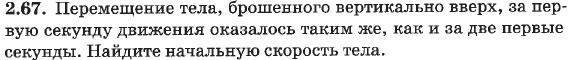 2.67. Перемещение тела, брошенного вертикально вверх, за пер-
вую секунду движения оказалось таким же, как и за две первые
секунды. Найдите начальную скорость тела.